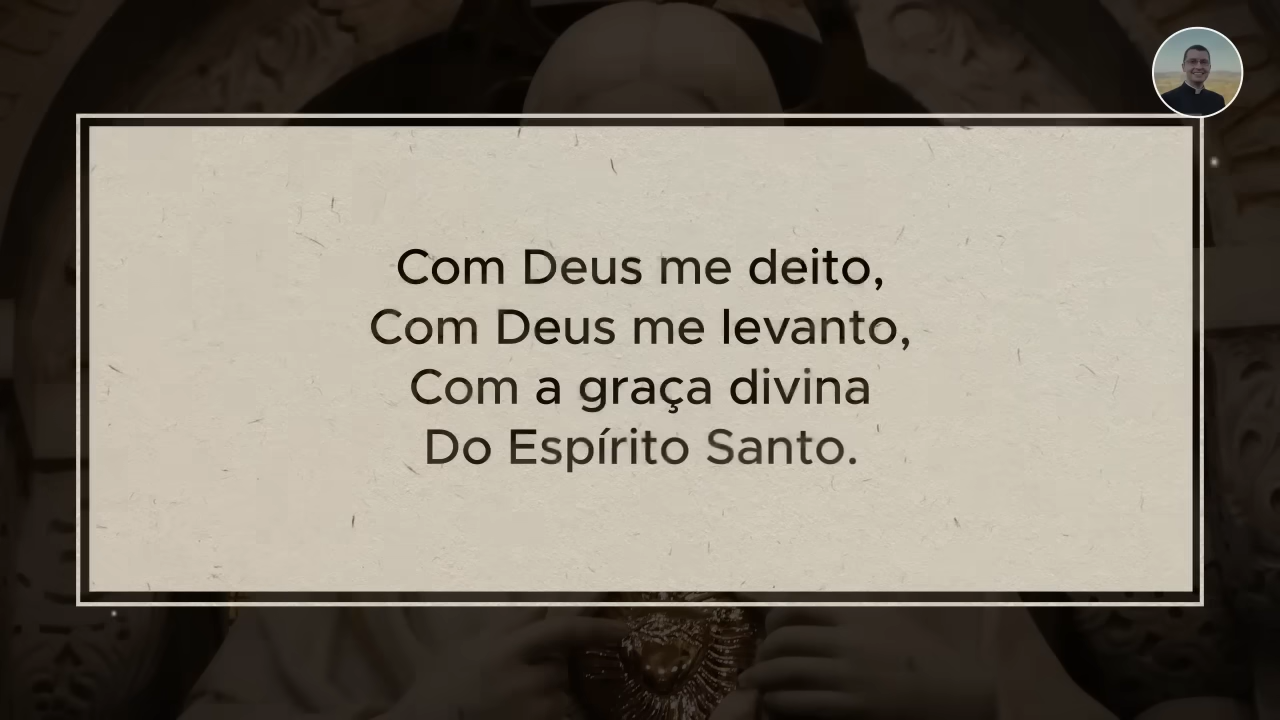 Com Deus me deito,
Com Deus me levanto,
Com a graça divina
Do Espírito Santo.